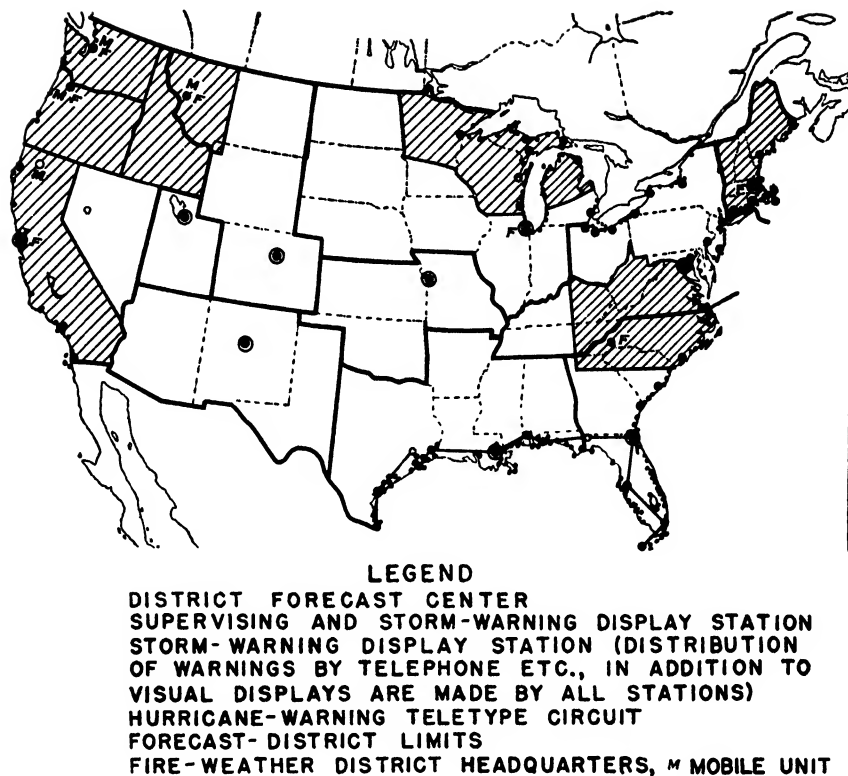 M
F
M
F
M F
M
F
F
F
F
LEGEND
DISTRICT FORECAST CENTER
SUPERVISING AND STORM-WARNING DISPLAY STATION
STORM-WARNING DISPLAY STATION (DISTRIBUTION
OF WARNINGS BY TELEPHONE ETC., IN ADDITION TO
VISUAL DISPLAYS ARE MADE BY ALL STATIONS)
HURRICANE-WARNING TELETYPE CIRCUIT
FORECAST-DISTRICT LIMITS
FIRE-WEATHER DISTRICT HEADQUARTERS, M MOBILE UNIT